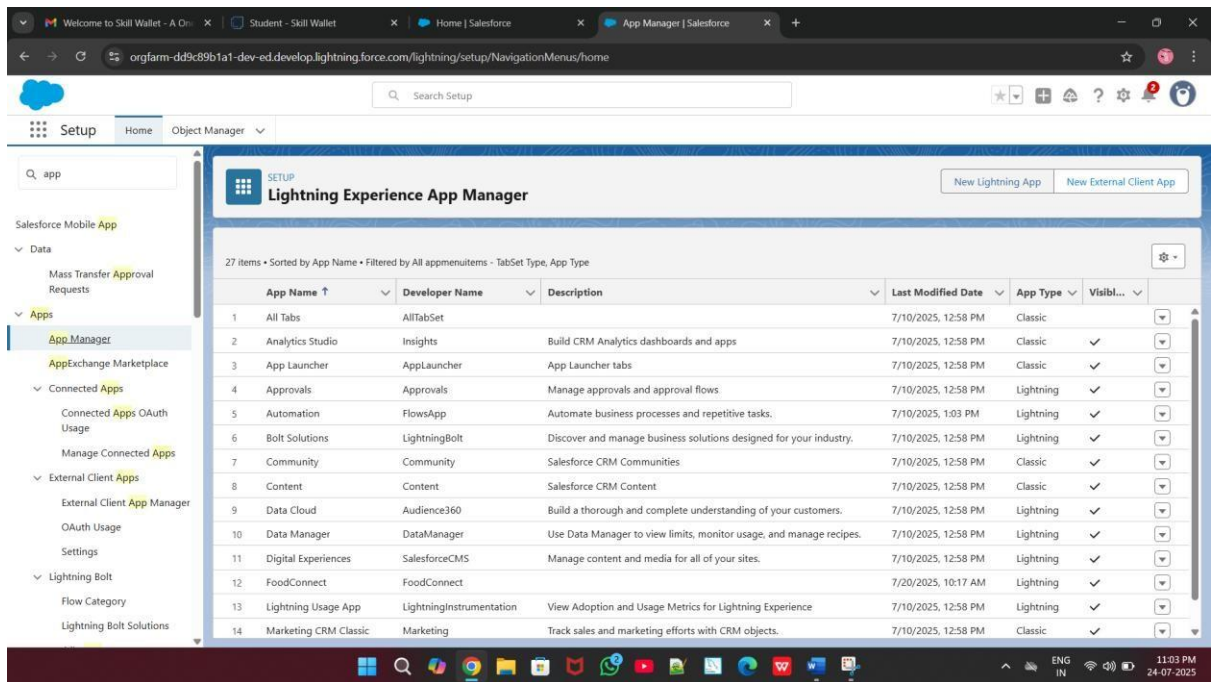 Welcome to Skill Wallet - A On
Student - Skill Wallet
Home | Salesforce
App Manager | Salesforce
orgfarm-dd9c89b1a1-dev-ed.develop.lightning.force.com/lightning/setup/NavigationMenus/home
Search Setup
2
Setup Home Object Manager
app
Salesforce Mobile App
Data
Mass Transfer Approval
Requests
Apps
App Manager
AppExchange Marketplace
Connected Apps
Connected Apps OAuth
Usage
Manage Connected Apps
External Client Apps
External Client App Manager
OAuth Usage
Settings
Lightning Bolt
Flow Category
Lightning Bolt Solutions
SETUP
Lightning Experience App Manager
New Lightning App New External Client App
27 items • Sorted by App Name • Filtered by All appmenuitems - TabSet Type, App Type
App Name ↑ Developer Name Description Last Modified Date App Type Visibl...
1 All Tabs AllTabSet 7/10/2025, 12:58 PM Classic
2 Analytics Studio Insights Build CRM Analytics dashboards and apps 7/10/2025, 12:58 PM Classic ✓
3 App Launcher AppLauncher App Launcher tabs 7/10/2025, 12:58 PM Classic ✓
4 Approvals Approvals Manage approvals and approval flows 7/10/2025, 12:58 PM Lightning ✓
5 Automation FlowsApp Automate business processes and repetitive tasks. 7/10/2025, 1:03 PM Lightning ✓
6 Bolt Solutions LightningBolt Discover and manage business solutions designed for your industry. 7/10/2025, 12:58 PM Lightning ✓
7 Community Community Salesforce CRM Communities 7/10/2025, 12:58 PM Classic ✓
8 Content Content Salesforce CRM Content 7/10/2025, 12:58 PM Classic ✓
9 Data Cloud Audience360 Build a thorough and complete understanding of your customers. 7/10/2025, 12:58 PM Lightning ✓
10 Data Manager DataManager Use Data Manager to view limits, monitor usage, and manage recipes. 7/10/2025, 12:58 PM Lightning ✓
11 Digital Experiences SalesforceCMS Manage content and media for all of your sites. 7/10/2025, 12:58 PM Lightning ✓
12 FoodConnect FoodConnect 7/20/2025, 10:17 AM Lightning ✓
13 Lightning Usage App LightningInstrumentation View Adoption and Usage Metrics for Lightning Experience 7/10/2025, 12:58 PM Lightning ✓
14 Marketing CRM Classic Marketing Track sales and marketing efforts with CRM objects. 7/10/2025, 12:58 PM Classic ✓
ENG
IN
11:03 PM
24-07-2025